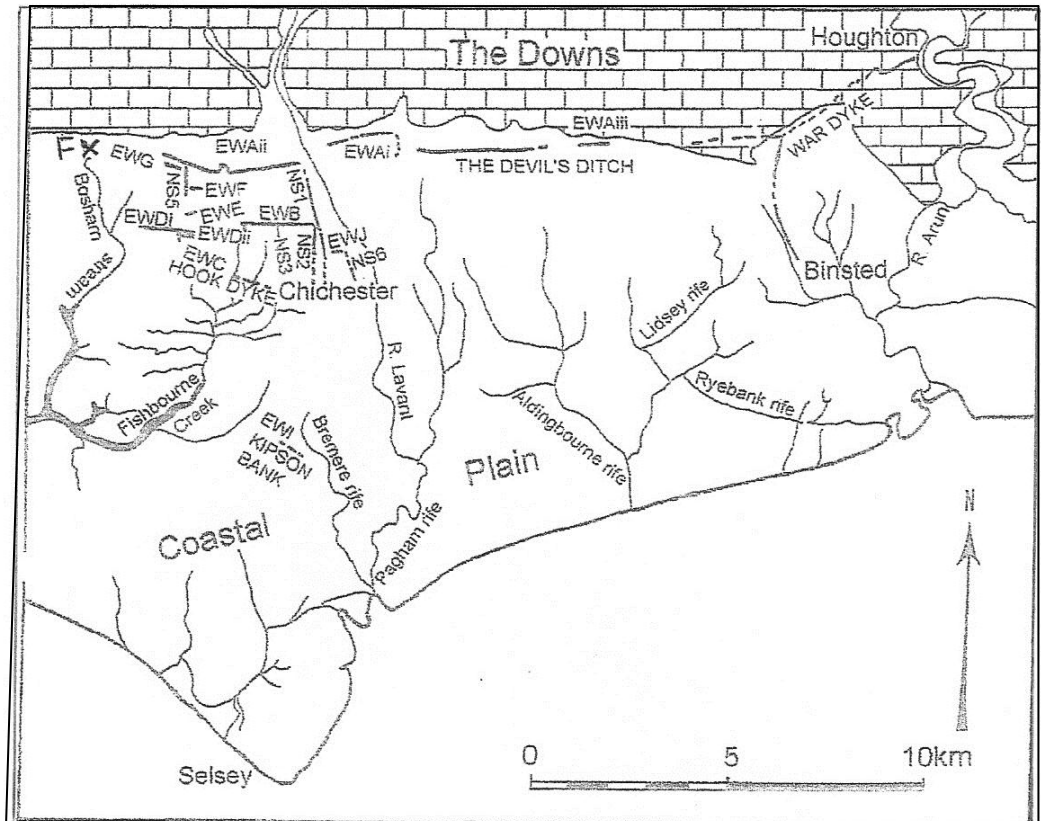 The Downs
Houghton
WAR DYKE
EWAiii
F X
EWG
EWAii
EWAi
THE DEVIL'S DITCH
NS5
EWF
NS1
Bosham
stream
EWE
EWB
EWDi
EWDii
EWC
HOOK DYKE
NS3
NS2
EWJ
NS6
Chichester
Binsted
R. Arun
Lidsey rife
Ryebank rife
R. Lavant
Fishbourne
Creek
Aldingbourne rife
EWI
KIPSON
BANK
Bremere rife
Plain
Coastal
Pagham rife
N
Selsey
0 5 10km